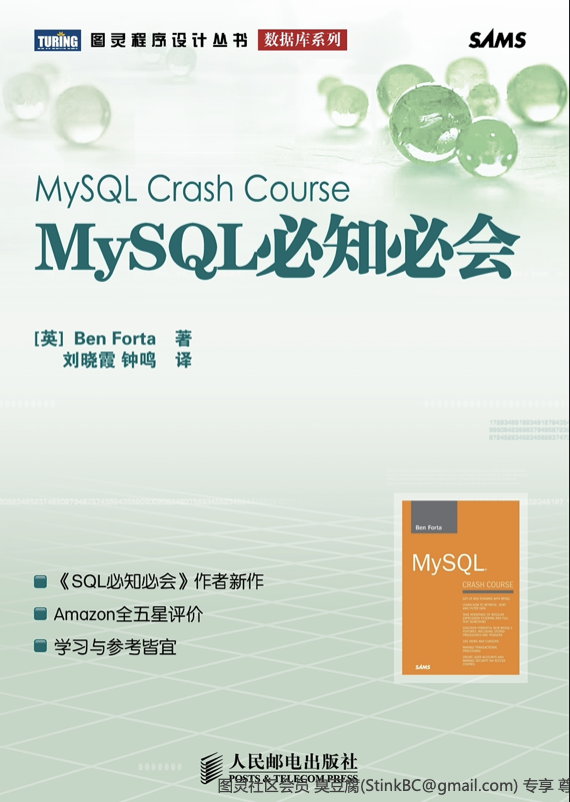 TURING 图灵程序设计丛书 数据库系列 SAMS
MySQL Crash Course
MySQL必知必会
[英] Ben Forta 著
刘晓霞 钟鸣 译
《SQL必知必会》作者新作
Amazon全五星评价
学习与参考皆宜
Ben Forta
MySQL
CRASH COURSE
SAMS
人民邮电出版社
POSTS & TELECOM PRESS
图灵社区会员 臭豆腐(StinkBC@gmail.com) 专享 尊